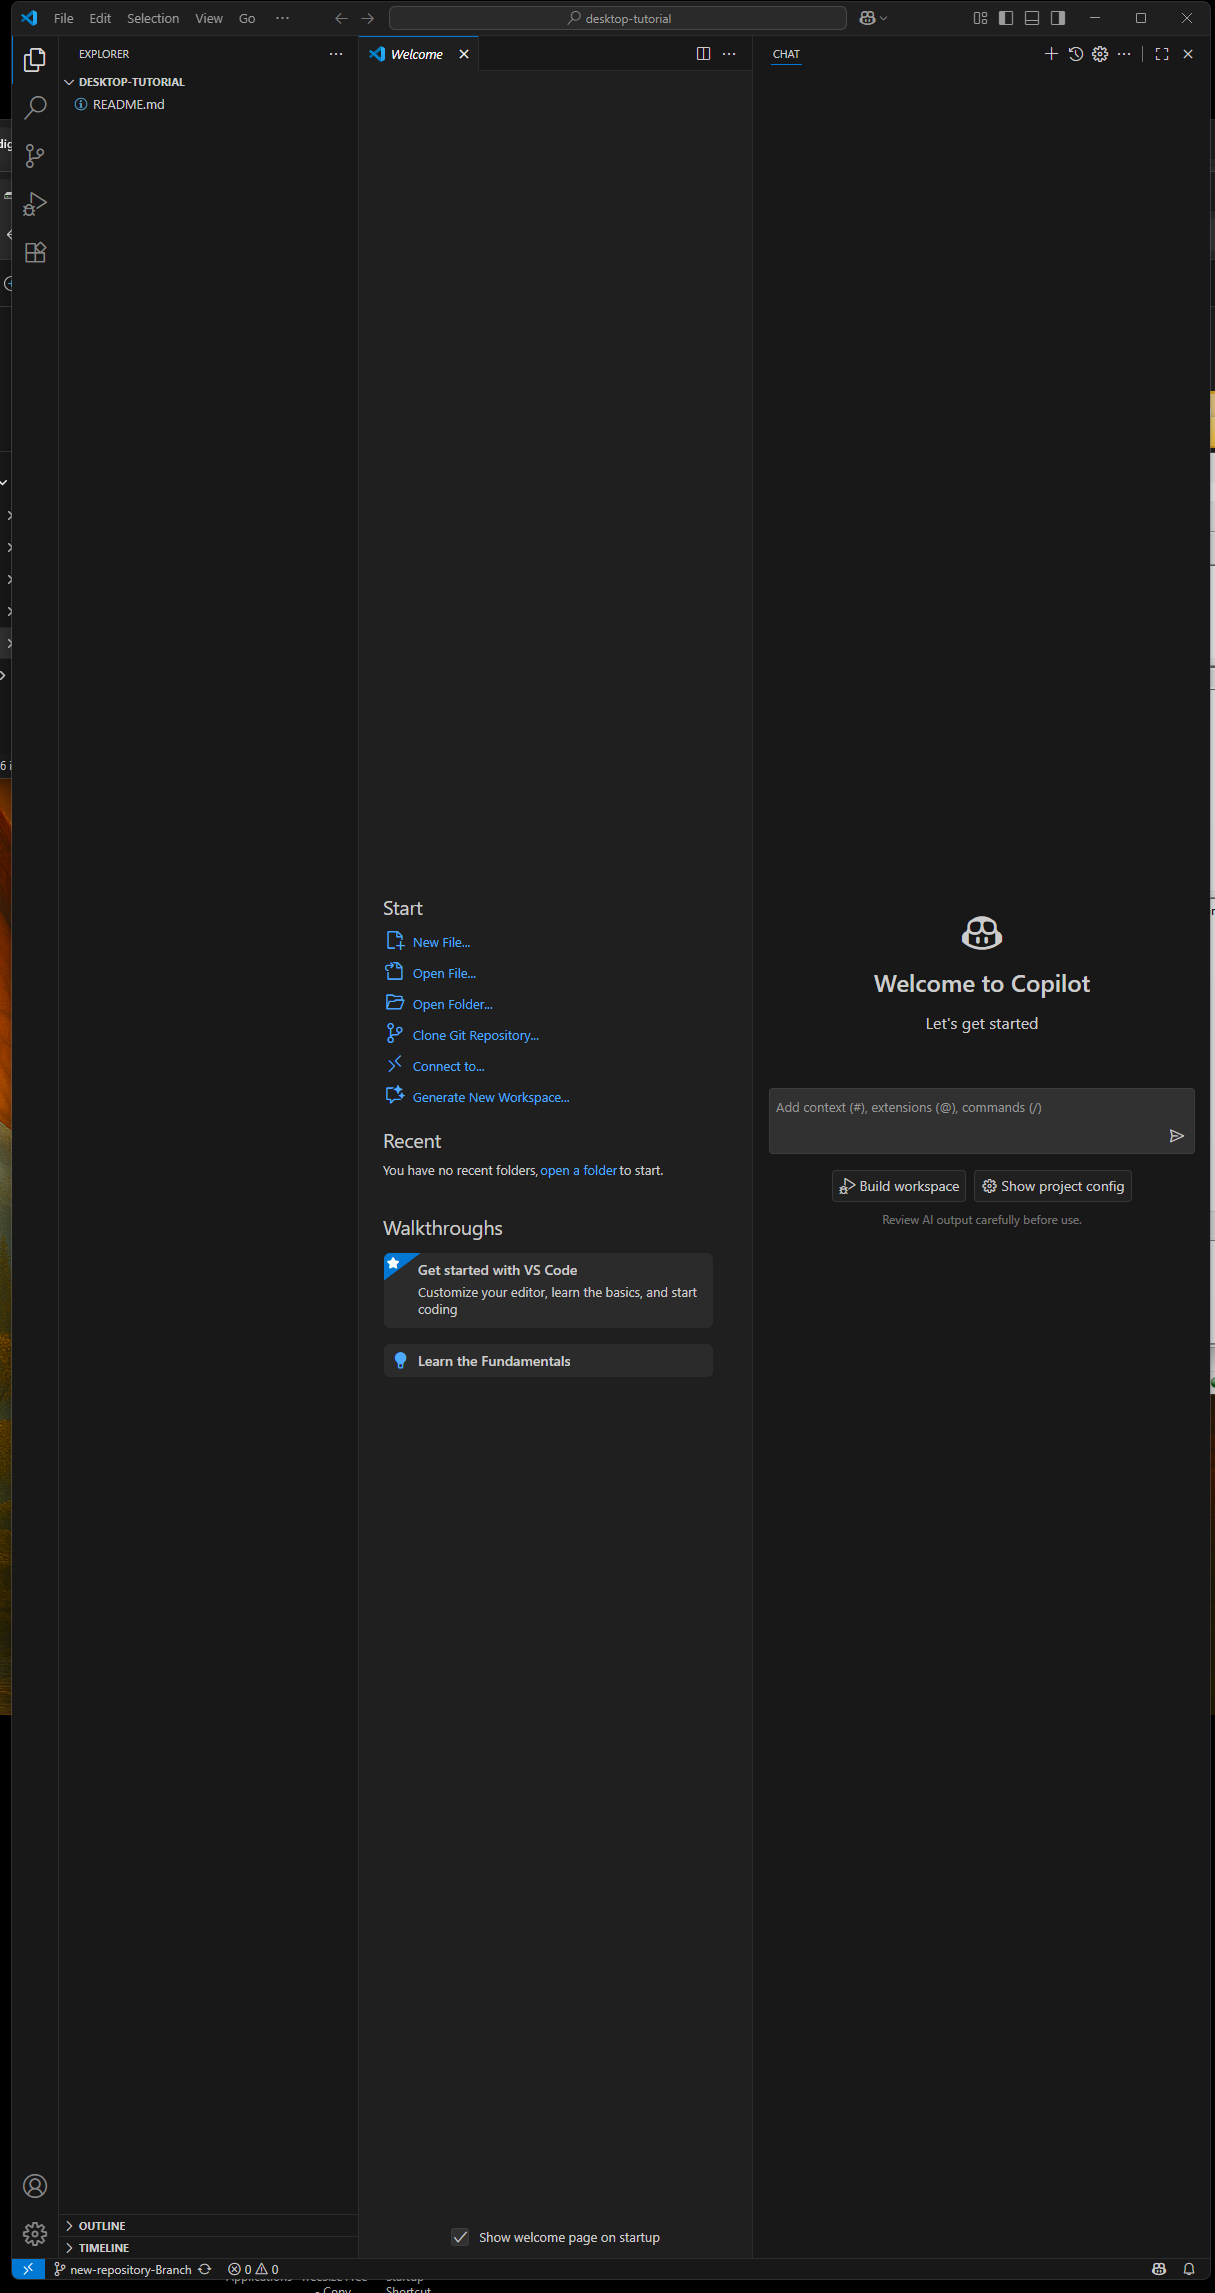 File Edit Selection View Go ···
desktop-tutorial
EXPLORER
DESKTOP-TUTORIAL
README.md
Welcome
CHAT
Start
New File...
Open File...
Open Folder...
Clone Git Repository...
Connect to...
Generate New Workspace...
Recent
You have no recent folders, open a folder to start.
Walkthroughs
Get started with VS Code
Customize your editor, learn the basics, and start
coding
Learn the Fundamentals
Show welcome page on startup
Welcome to Copilot
Let's get started
Add context (#), extensions (@), commands (/)
Build workspace
Show project config
Review AI output carefully before use.
OUTLINE
TIMELINE
new-repository-Branch
0 0